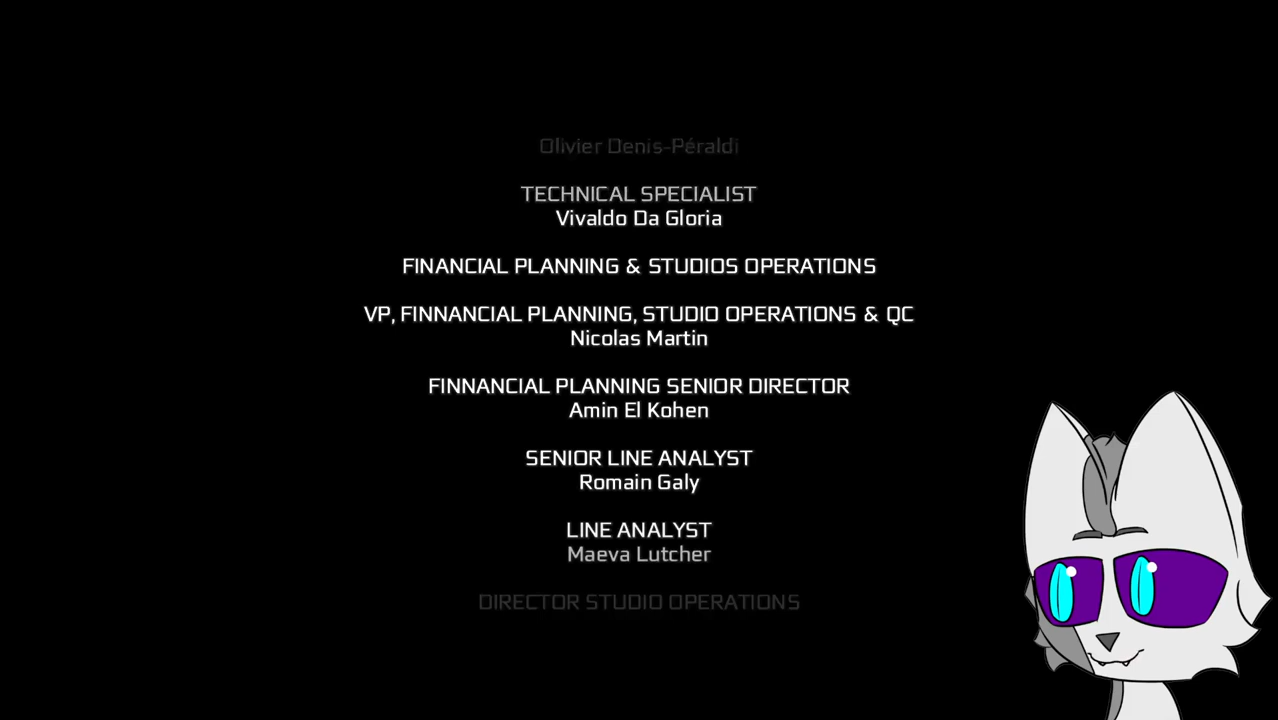 Olivier Denis-Péraldi
TECHNICAL SPECIALIST
Vivaldo Da Gloria
FINANCIAL PLANNING & STUDIOS OPERATIONS
VP, FINNANCIAL PLANNING, STUDIO OPERATIONS & QC
Nicolas Martin
FINNANCIAL PLANNING SENIOR DIRECTOR
Amin El Kohen
SENIOR LINE ANALYST
Romain Galy
LINE ANALYST
Maeva Lutcher
DIRECTOR STUDIO OPERATIONS